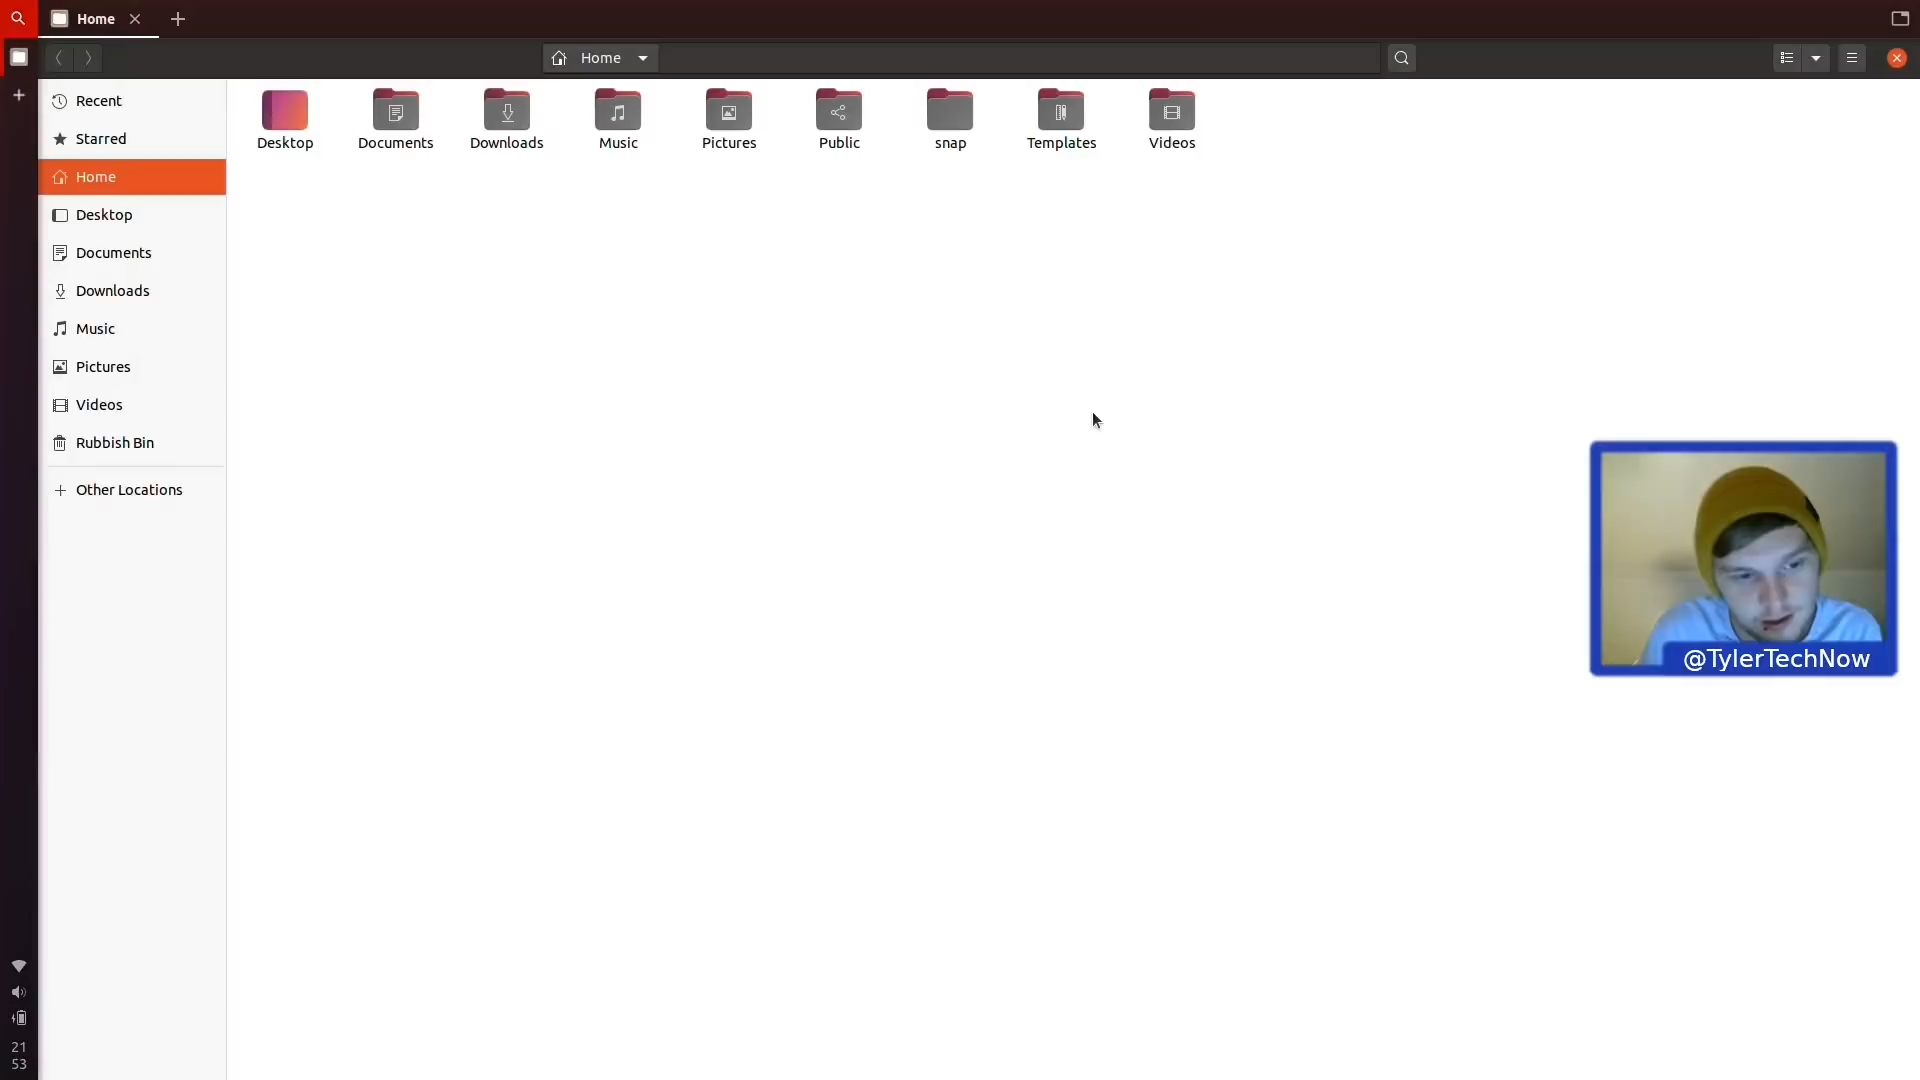 Home
Home
Recent
Starred
Home
Desktop
Documents
Downloads
Music
Pictures
Videos
Rubbish Bin
Other Locations
Desktop
Documents
Downloads
Music
Pictures
Public
snap
Templates
Videos
@TylerTechNow
21
53